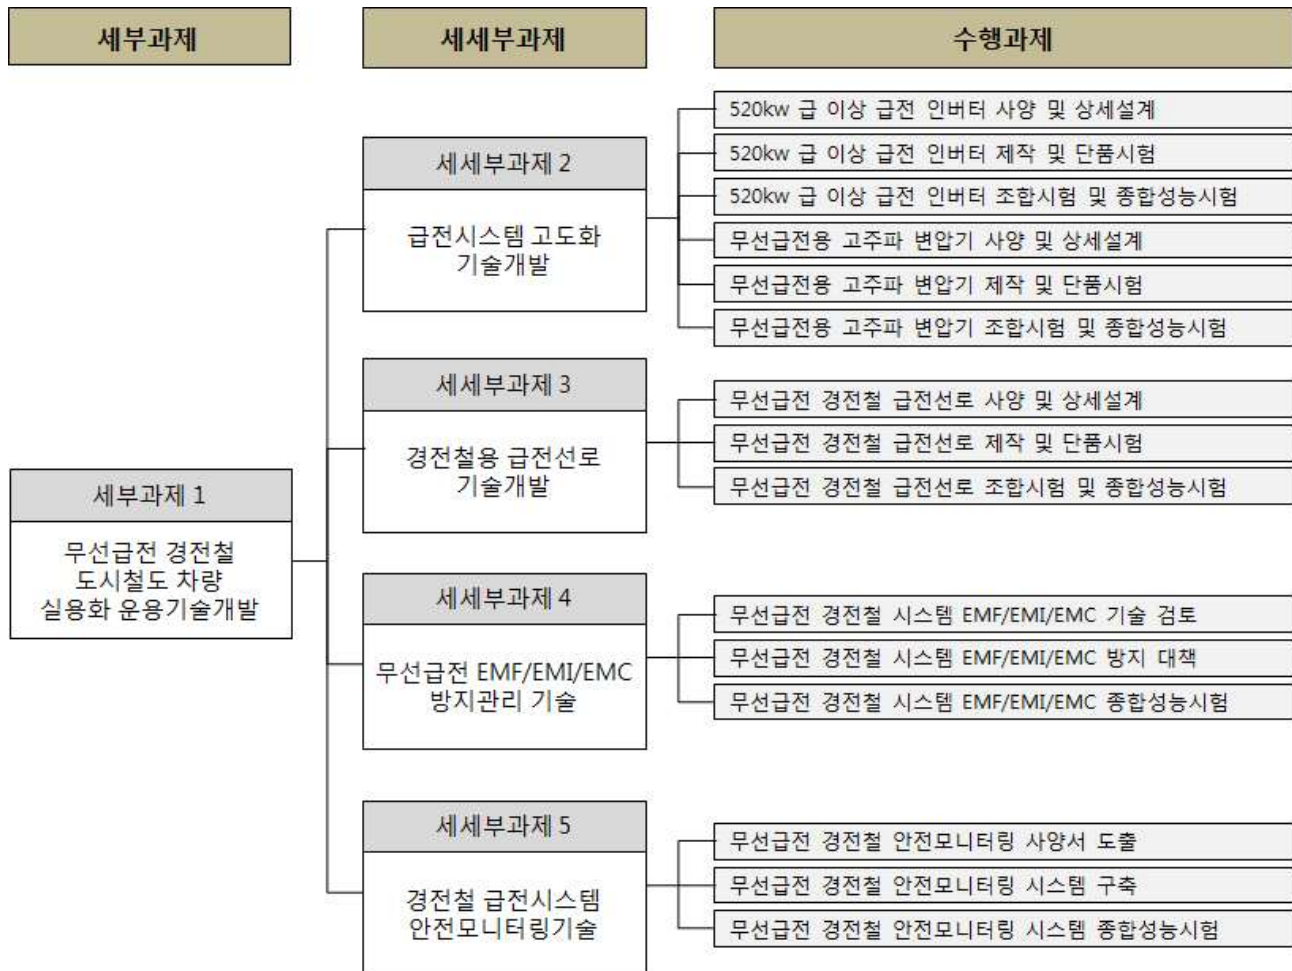 세부과제
세세부과제
수행과제
세부과제 1
무선급전 경전철
도시철도 차량
실용화 운용기술개발
세세부과제 2
급전시스템 고도화
기술개발
520kw 급 이상 급전 인버터 사양 및 상세설계
520kw 급 이상 급전 인버터 제작 및 단품시험
520kw 급 이상 급전 인버터 조합시험 및 종합성능시험
무선급전용 고주파 변압기 사양 및 상세설계
무선급전용 고주파 변압기 제작 및 단품시험
무선급전용 고주파 변압기 조합시험 및 종합성능시험
세세부과제 3
경전철용 급전선로
기술개발
무선급전 경전철 급전선로 사양 및 상세설계
무선급전 경전철 급전선로 제작 및 단품시험
무선급전 경전철 급전선로 조합시험 및 종합성능시험
세세부과제 4
무선급전 EMF/EMI/EMC
방지관리 기술
무선급전 경전철 시스템 EMF/EMI/EMC 기술 검토
무선급전 경전철 시스템 EMF/EMI/EMC 방지 대책
무선급전 경전철 시스템 EMF/EMI/EMC 종합성능시험
세세부과제 5
경전철 급전시스템
안전모니터링기술
무선급전 경전철 안전모니터링 사양서 도출
무선급전 경전철 안전모니터링 시스템 구축
무선급전 경전철 안전모니터링 시스템 종합성능시험